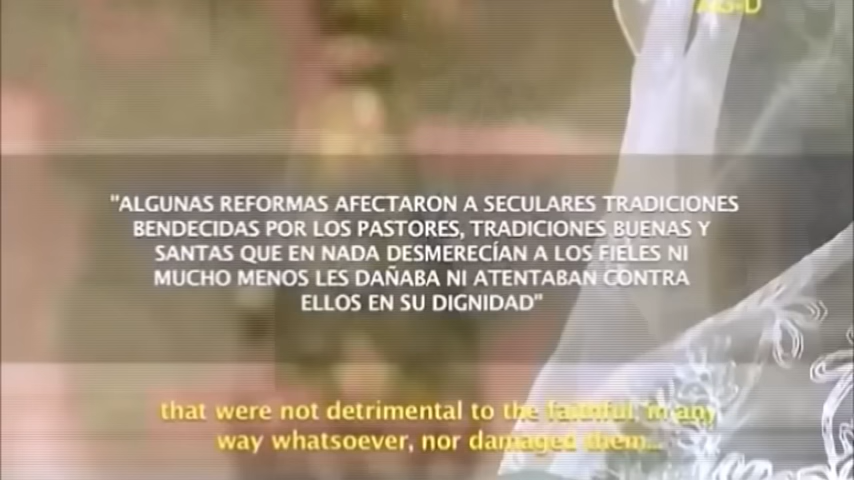 "ALGUNAS REFORMAS AFECTARON A SECULARES TRADICIONES
BENDECIDAS POR LOS PASTORES, TRADICIONES BUENAS Y
SANTAS QUE EN NADA DESMERECÍAN A LOS FIELES NI
MUCHO MENOS LES DAÑABA NI ATENTABAN CONTRA
ELLOS EN SU DIGNIDAD"
that were not detrimental to the faithful, in any
way whatsoever, nor damaged them...